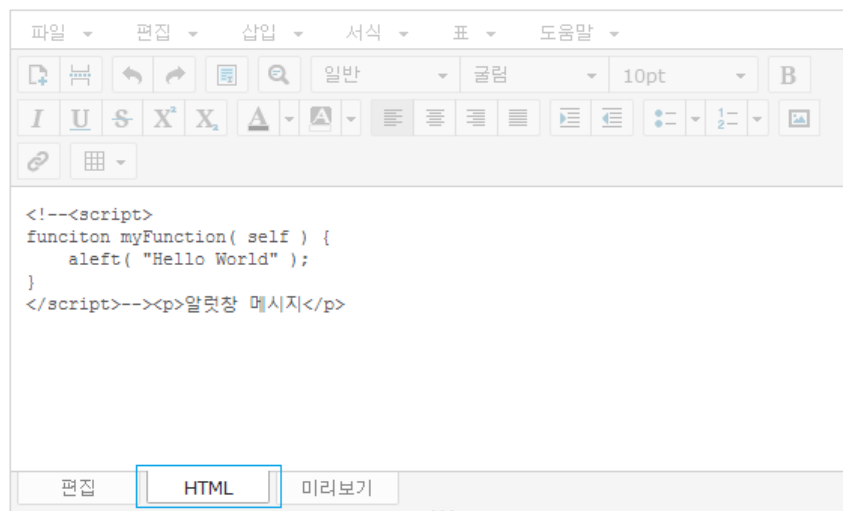 파일 편집 삽입 서식 표 도움말
일반 굴림 10pt B
I U S X² X₂ A A
<!--<script>
funciton myFunction( self ) {
    aleft( "Hello World" );
}
</script>--><p>알럿창 메시지</p>
편집 HTML 미리보기